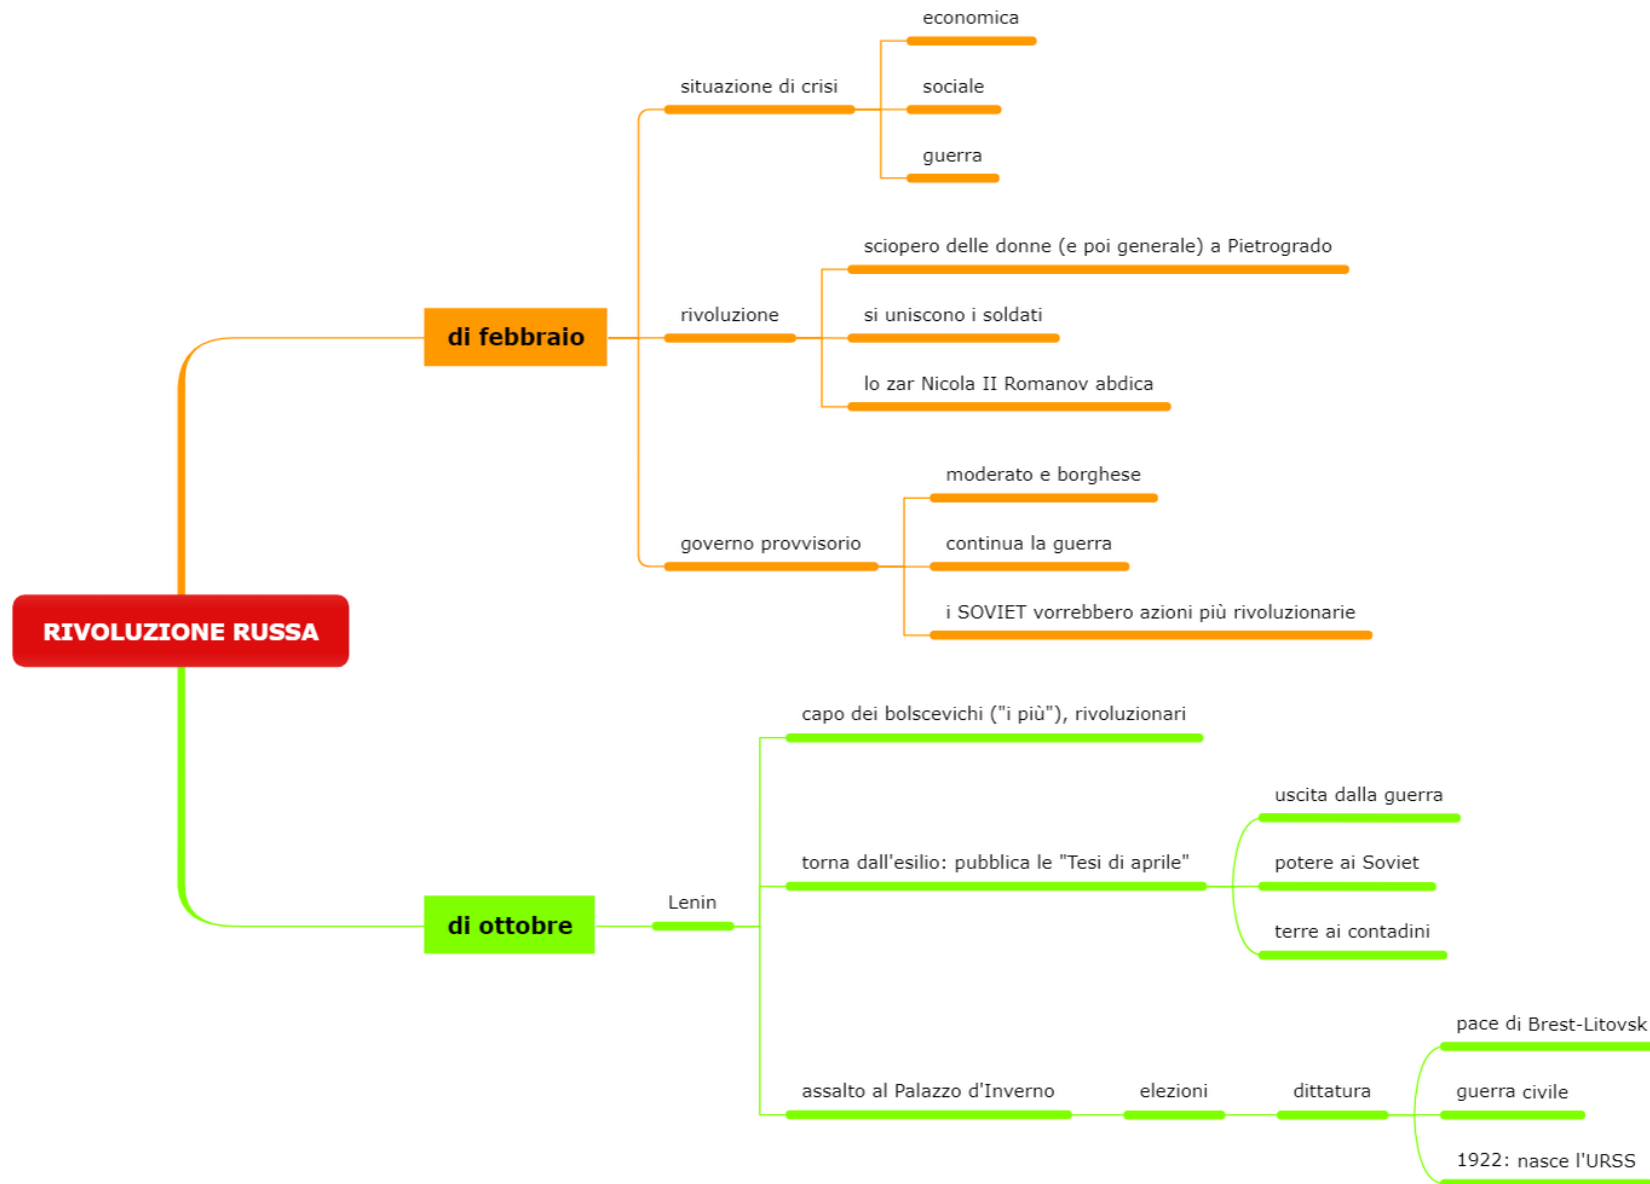 RIVOLUZIONE RUSSA
di febbraio
situazione di crisi
economica
sociale
guerra
rivoluzione
sciopero delle donne (e poi generale) a Pietrogrado
si uniscono i soldati
lo zar Nicola II Romanov abdica
governo provvisorio
moderato e borghese
continua la guerra
i SOVIET vorrebbero azioni più rivoluzionarie
di ottobre
Lenin
capo dei bolscevichi ("i più"), rivoluzionari
torna dall'esilio: pubblica le "Tesi di aprile"
uscita dalla guerra
potere ai Soviet
terre ai contadini
assalto al Palazzo d'Inverno
elezioni
dittatura
pace di Brest-Litovsk
guerra civile
1922: nasce l'URSS